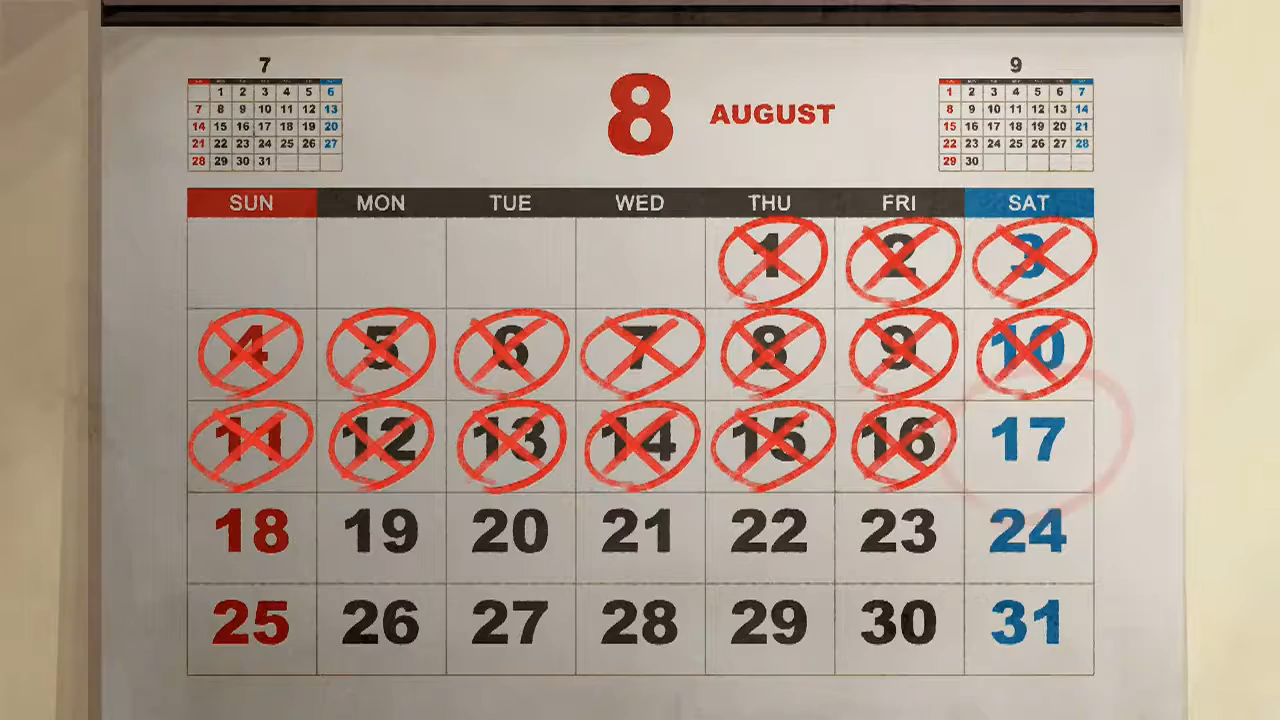 7
1 2 3 4 5 6
7 8 9 10 11 12 13
14 15 16 17 18 19 20
21 22 23 24 25 26 27
28 29 30 31
8 AUGUST
9
1 2 3 4 5 6 7
8 9 10 11 12 13 14
15 16 17 18 19 20 21
22 23 24 25 26 27 28
29 30
SUN MON TUE WED THU FRI SAT
1 2 3
4 5 6 7 8 9 10
11 12 13 14 15 16 17
18 19 20 21 22 23 24
25 26 27 28 29 30 31